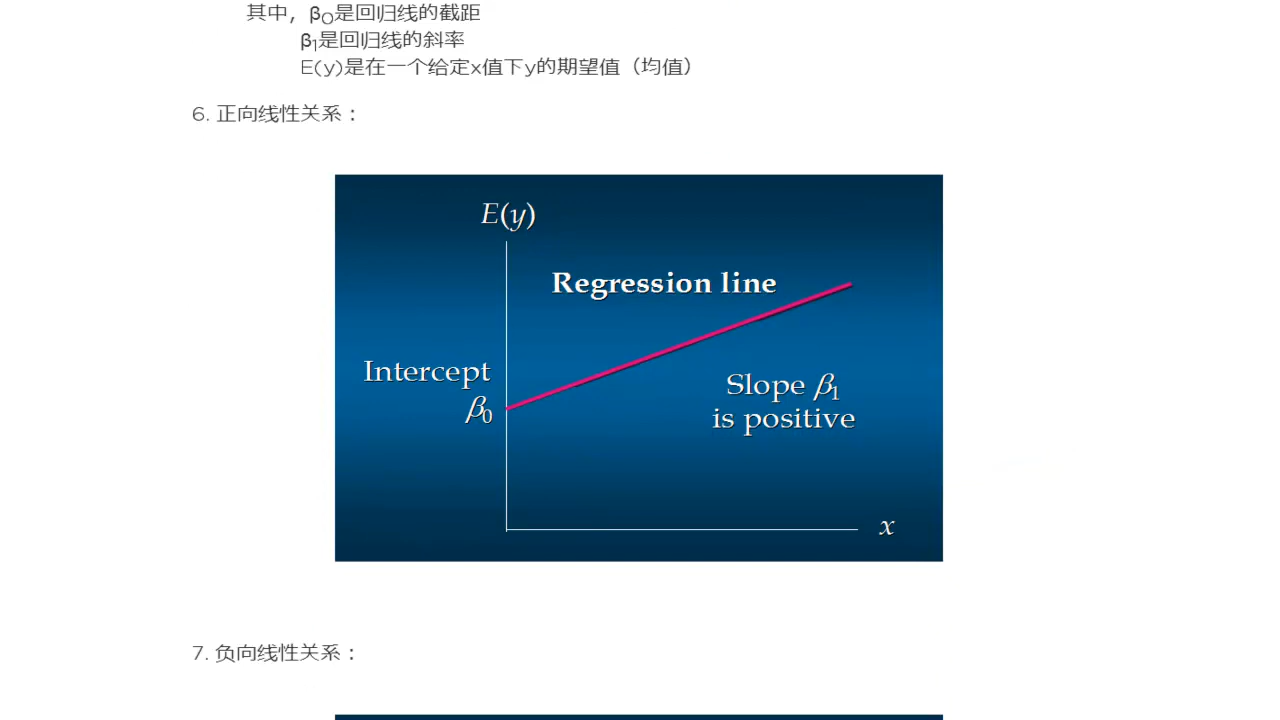 其中，β₀是回归线的截距
β₁是回归线的斜率
E(y)是在一个给定x值下y的期望值（均值）
6. 正向线性关系：
E(y)
Regression line
Intercept
β₀
Slope β₁
is positive
x
7. 负向线性关系：